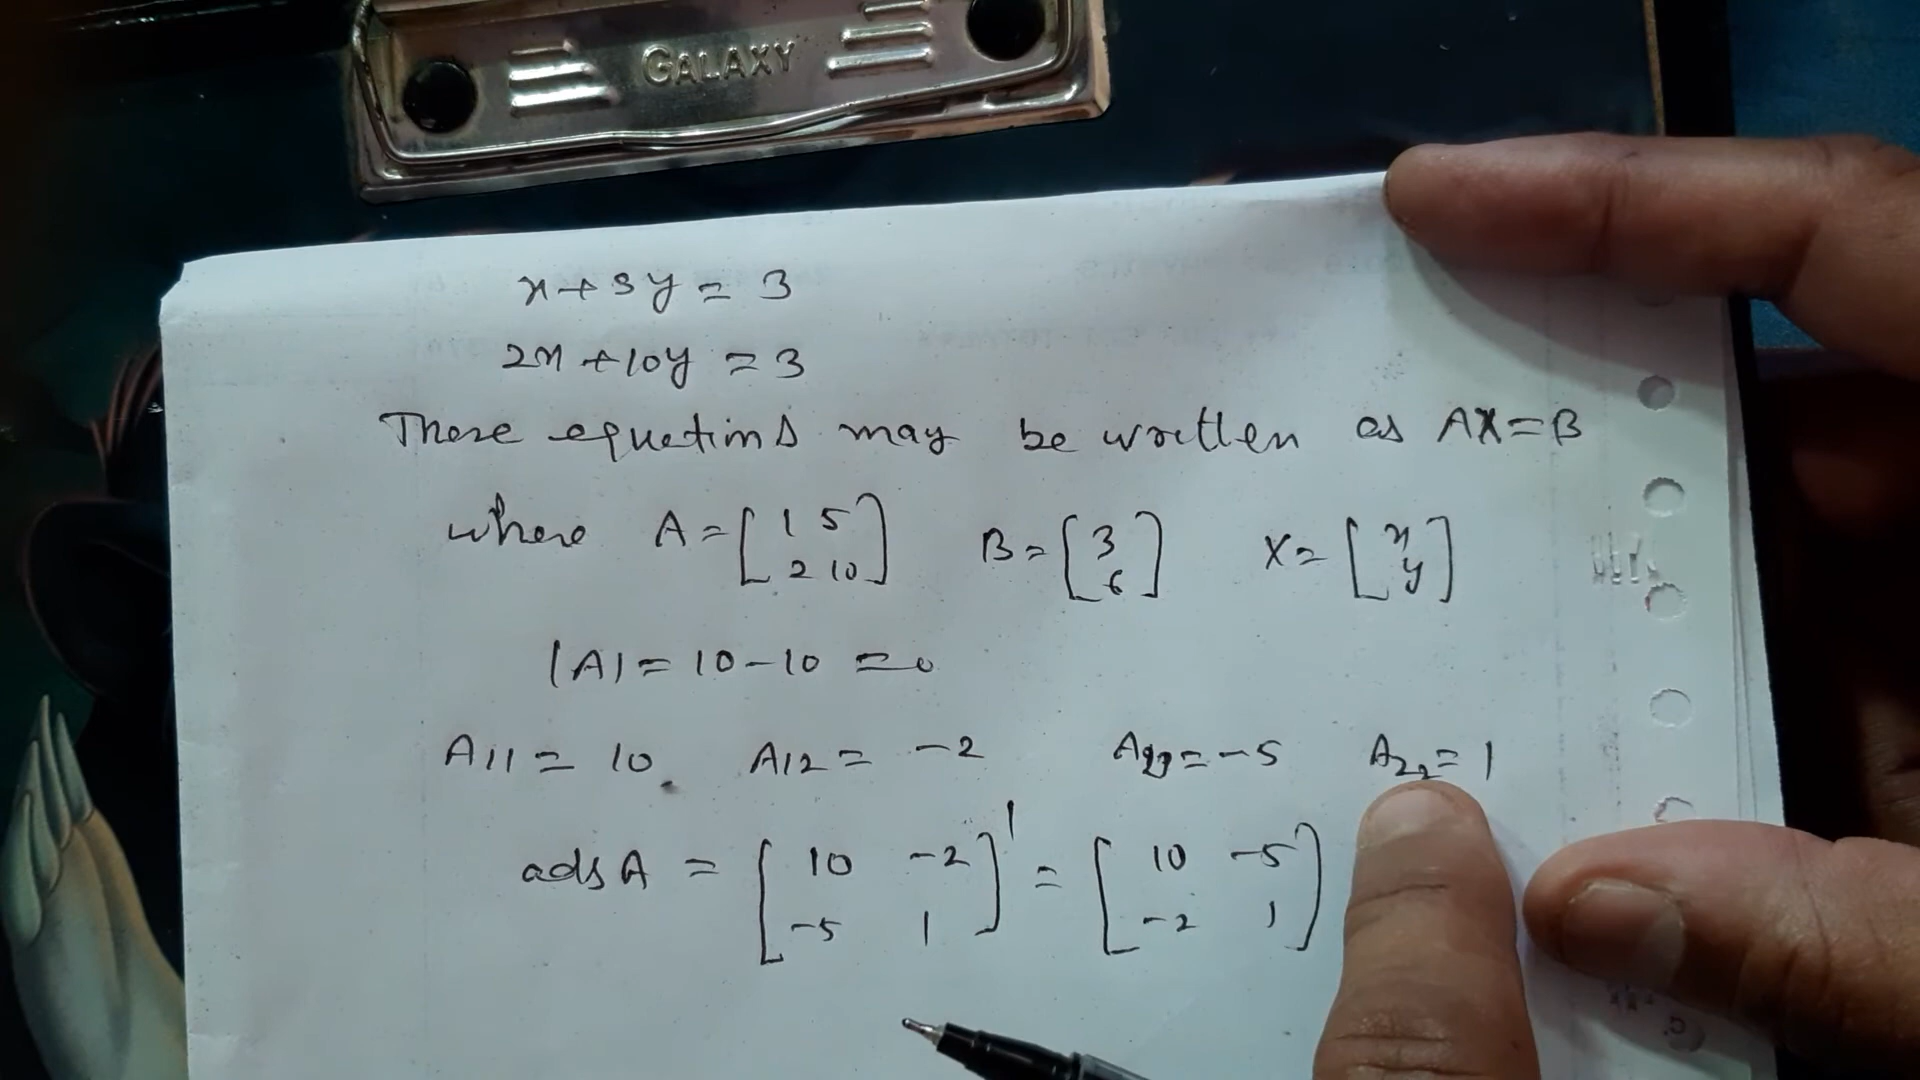 GALAXY
x+5y = 3
2x+10y = 3
These equations may be written as AX=B
where A = [ 1 5 2 10 ] B = [ 3 6 ] X = [ x y ]
|A| = 10-10 = 0
A11 = 10. A12 = -2 A21 = -5 A22 = 1
adj A = [ 10 -2 -5 1 ]' = [ 10 -5 -2 1 ]